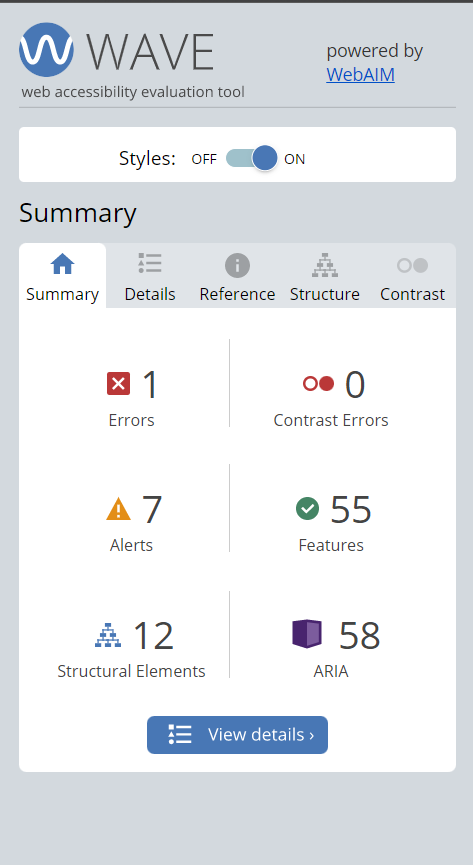 WAVE
web accessibility evaluation tool
powered by
WebAIM
Styles: OFF ON
Summary
Summary Details Reference Structure Contrast
1 0
Errors Contrast Errors
7 55
Alerts Features
12 58
Structural Elements ARIA
View details ›